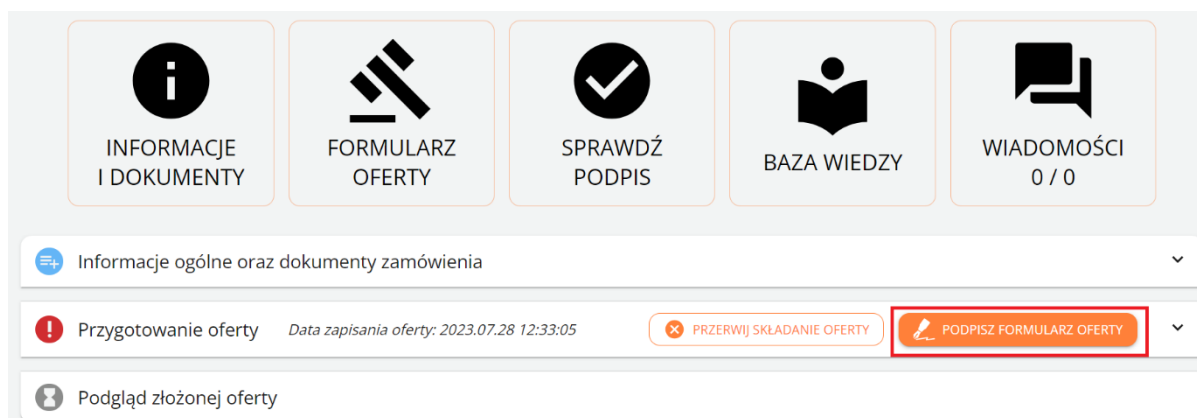 INFORMACJE
I DOKUMENTY
FORMULARZ
OFERTY
SPRAWDŹ
PODPIS
BAZA WIEDZY
WIADOMOŚCI
0 / 0
Informacje ogólne oraz dokumenty zamówienia
Przygotowanie oferty Data zapisania oferty: 2023.07.28 12:33:05 PRZERWIJ SKŁADANIE OFERTY PODPISZ FORMULARZ OFERTY
Podgląd złożonej oferty